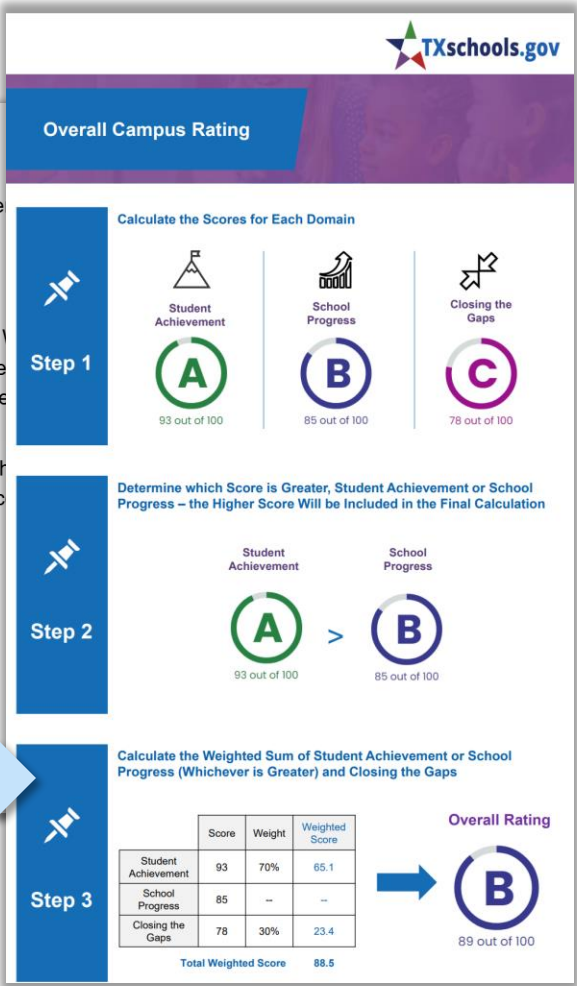 TXschools.gov
Overall Campus Rating
Step 1
Calculate the Scores for Each Domain
Student
Achievement
A
93 out of 100
School
Progress
B
85 out of 100
Closing the
Gaps
C
78 out of 100
Step 2
Determine which Score is Greater, Student Achievement or School
Progress – the Higher Score Will be Included in the Final Calculation
Student
Achievement
A
93 out of 100
>
School
Progress
B
85 out of 100
Step 3
Calculate the Weighted Sum of Student Achievement or School
Progress (Whichever is Greater) and Closing the Gaps
Score Weight Weighted
Score
Student
Achievement 93 70% 65.1
School
Progress 85 -- --
Closing the
Gaps 78 30% 23.4
Total Weighted Score 88.5
Overall Rating
B
89 out of 100